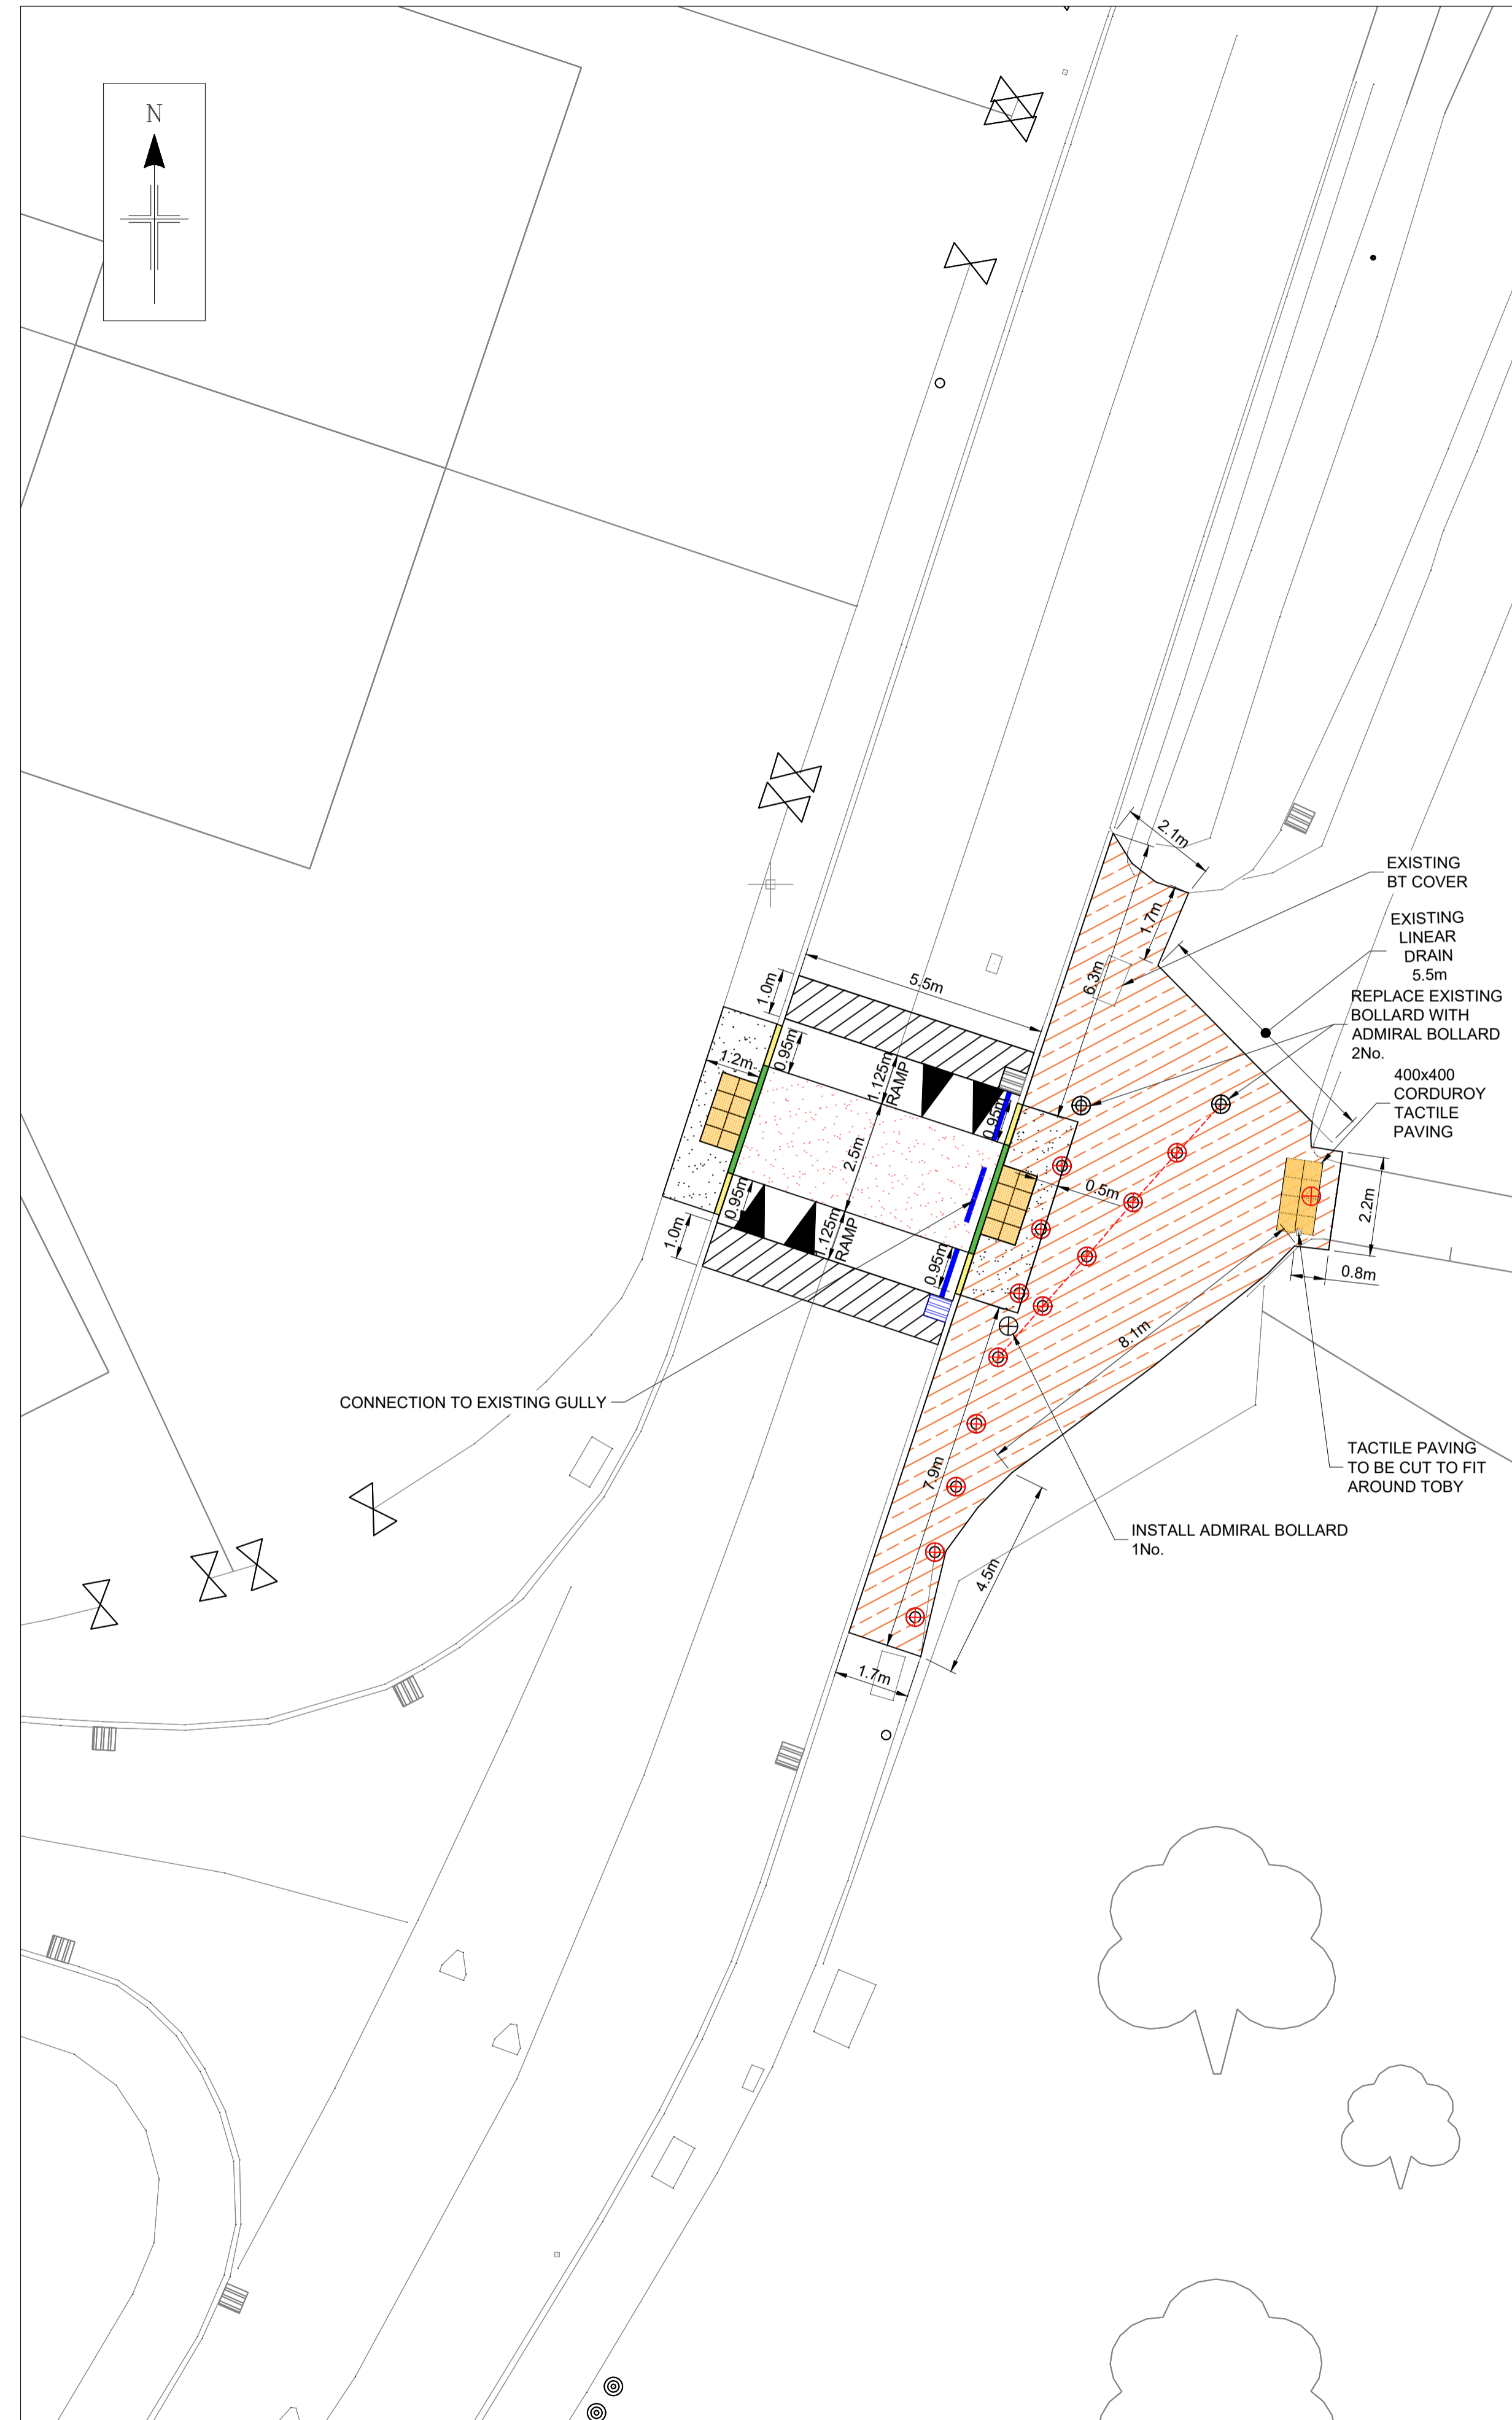 N
2.1m
EXISTING
BT COVER
1.7m
EXISTING
LINEAR
DRAIN
5.5m
6.3m
5.5m
1.0m
REPLACE EXISTING
BOLLARD WITH
ADMIRAL BOLLARD
2No.
0.95m
1.2m
1.125m
RAMP
400x400
CORDUROY
TACTILE
PAVING
0.95m
2.5m
0.5m
0.95m
2.2m
1.0m
1.125m
RAMP
0.95m
0.8m
8.1m
CONNECTION TO EXISTING GULLY
7.9m
TACTILE PAVING
TO BE CUT TO FIT
AROUND TOBY
INSTALL ADMIRAL BOLLARD
1No.
4.5m
1.7m